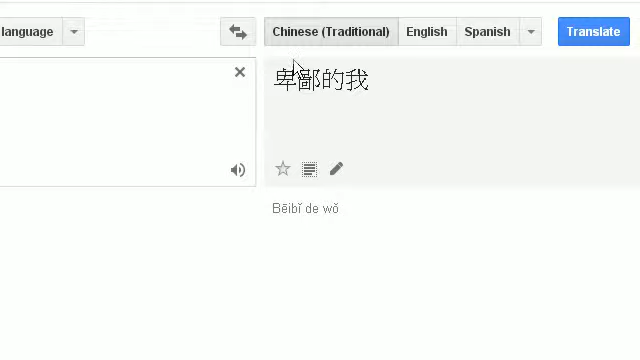 language Chinese (Traditional) English Spanish Translate
卑鄙的我
Bēibǐ de wǒ